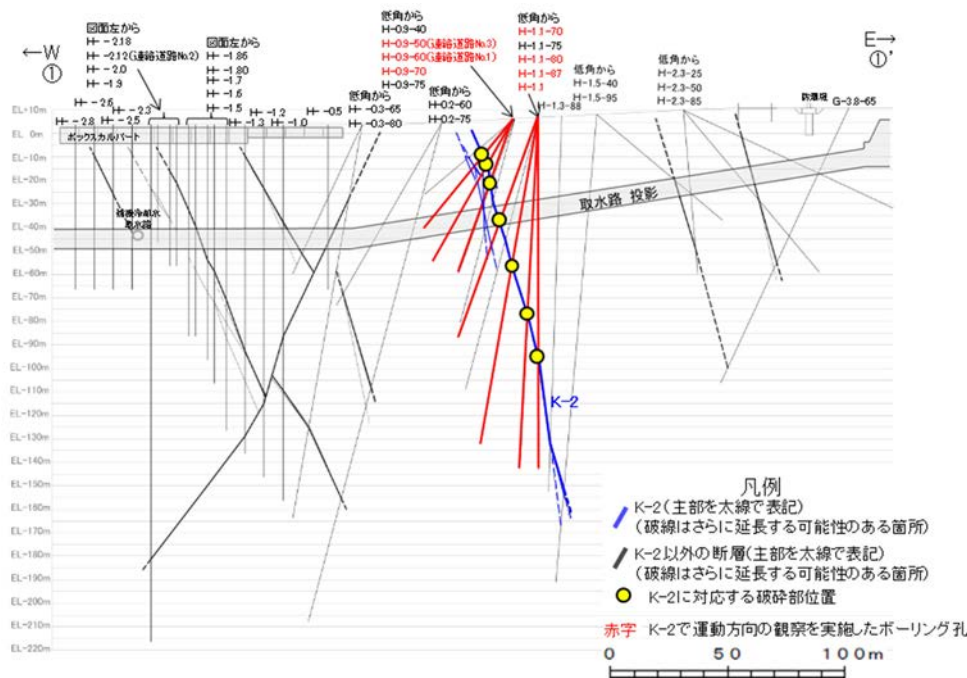 ←W
①
E→
①'
図面左から
H- -2.18
-2.12(連絡道路No.2)
-2.0
-1.9
図面左から
H- -1.85
-1.80
-1.7
-1.6
-1.5
H- -2.8
-2.6
-2.5
-2.3
H- -1.3
-1.2
-1.0
-0.5
低角から
H- -0.3-65
-0.3-80
低角から
H-0.9-40
H-0.9-50(連絡道路No.3)
H-0.9-60(連絡道路No.1)
H-0.9-70
H-0.9-75
低角から
H-0.2-60
0.2-75
低角から
H-1.1-70
H-1.1-75
H-1.1-80
H-1.1-87
H-1.1
H-1.3-88
低角から
H-1.5-40
H-1.5-95
低角から
H-2.3-25
H-2.3-50
H-2.3-85
防潮堤
G-3.8-65
ボックスカルバート
取水路
取水路 投影
K-2
EL+10m
EL 0m
EL-10m
EL-20m
EL-30m
EL-40m
EL-50m
EL-60m
EL-70m
EL-80m
EL-90m
EL-100m
EL-110m
EL-120m
EL-130m
EL-140m
EL-150m
EL-160m
EL-170m
EL-180m
EL-190m
EL-200m
EL-210m
EL-220m
凡例
K-2(主部を太線で表記)
(破線はさらに延長する可能性のある箇所)
K-2以外の断層(主部を太線で表記)
(破線はさらに延長する可能性のある箇所)
K-2に対応する破砕部位置
赤字 K-2で運動方向の観察を実施したボーリング孔
0 50 100m